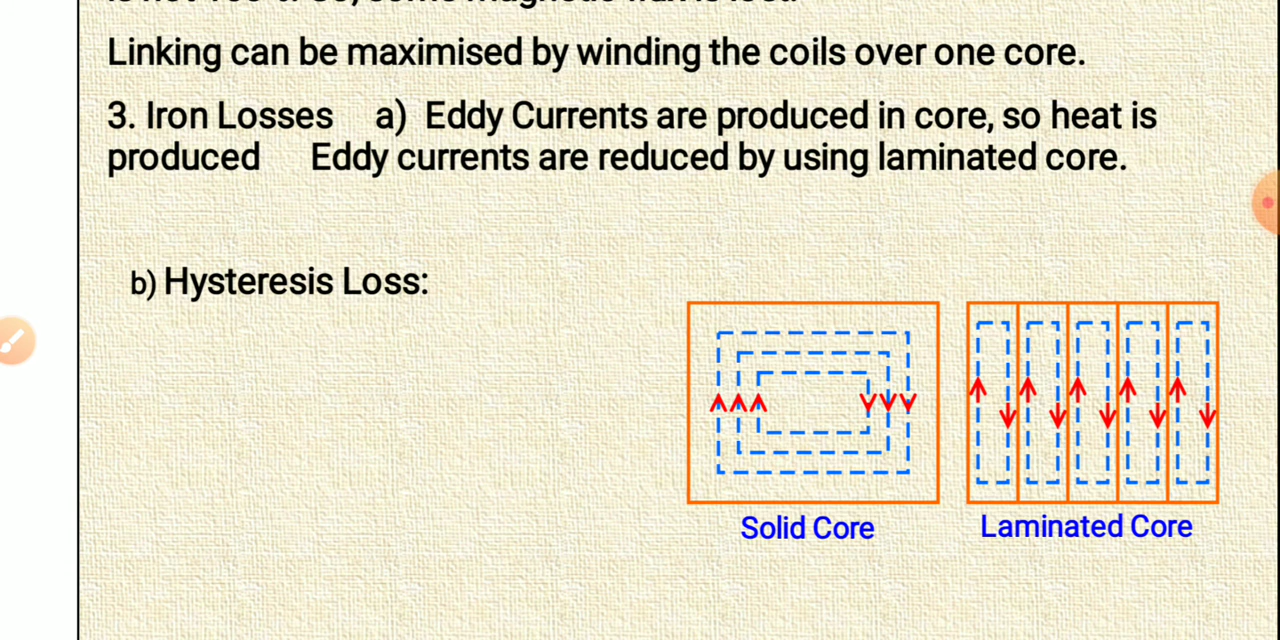 Linking can be maximised by winding the coils over one core.
3. Iron Losses a) Eddy Currents are produced in core, so heat is
produced Eddy currents are reduced by using laminated core.
b) Hysteresis Loss:
Solid Core
Laminated Core